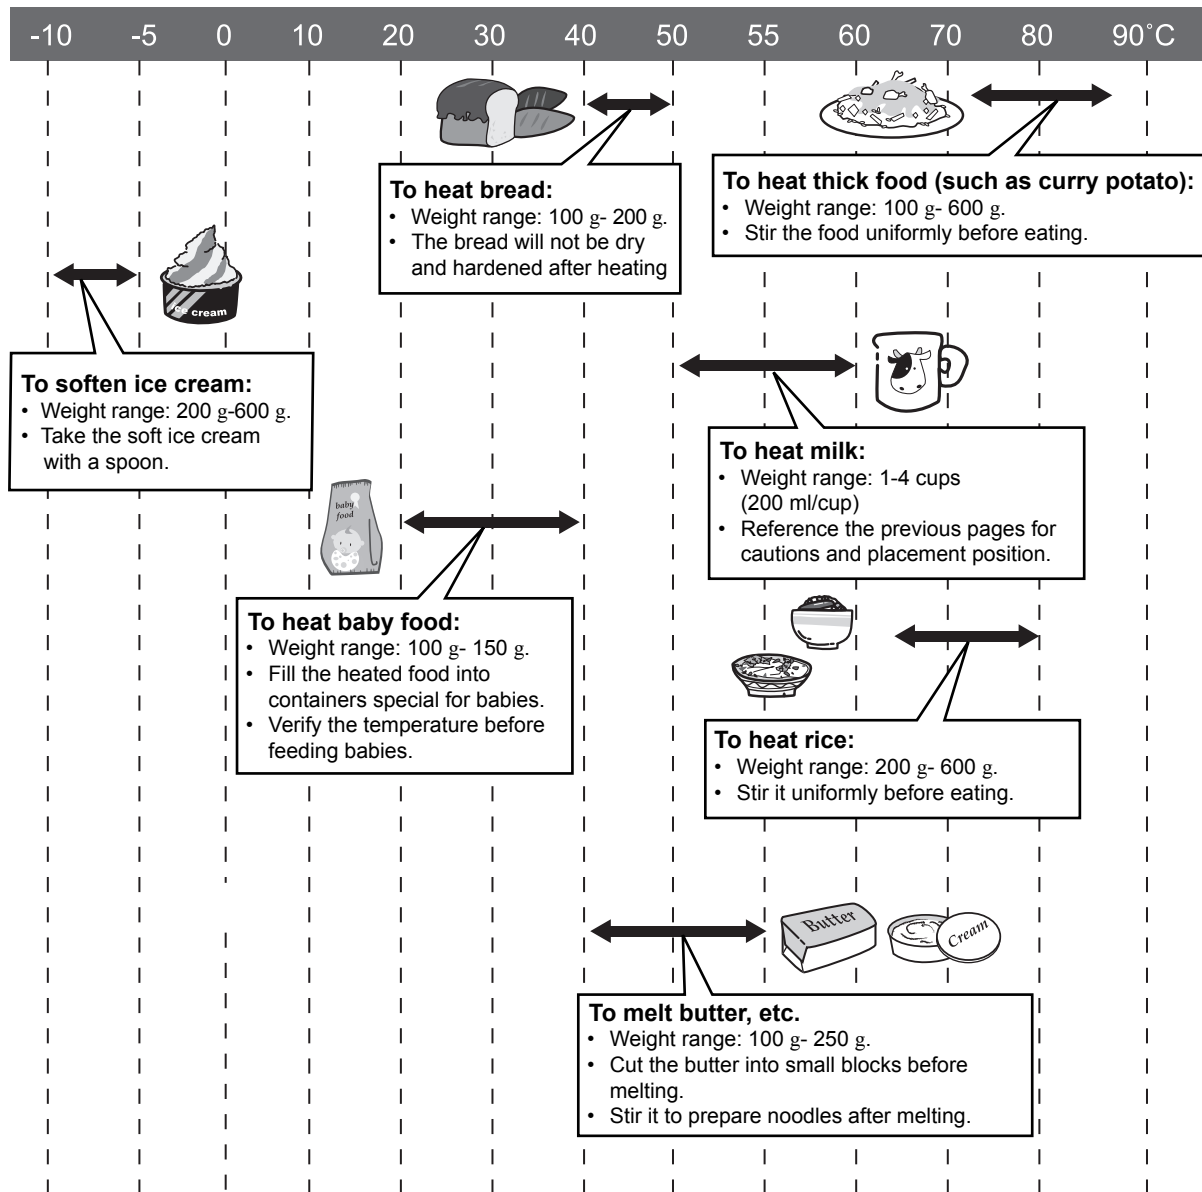 -10 -5 0 10 20 30 40 50 55 60 70 80 90˚C
To heat bread:
• Weight range: 100 g- 200 g.
• The bread will not be dry
and hardened after heating
To heat thick food (such as curry potato):
• Weight range: 100 g- 600 g.
• Stir the food uniformly before eating.
ice cream
To soften ice cream:
• Weight range: 200 g-600 g.
• Take the soft ice cream
with a spoon.
To heat milk:
• Weight range: 1-4 cups
(200 ml/cup)
• Reference the previous pages for
cautions and placement position.
baby
food
To heat baby food:
• Weight range: 100 g- 150 g.
• Fill the heated food into
containers special for babies.
• Verify the temperature before
feeding babies.
To heat rice:
• Weight range: 200 g- 600 g.
• Stir it uniformly before eating.
Butter
Cream
To melt butter, etc.
• Weight range: 100 g- 250 g.
• Cut the butter into small blocks before
melting.
• Stir it to prepare noodles after melting.